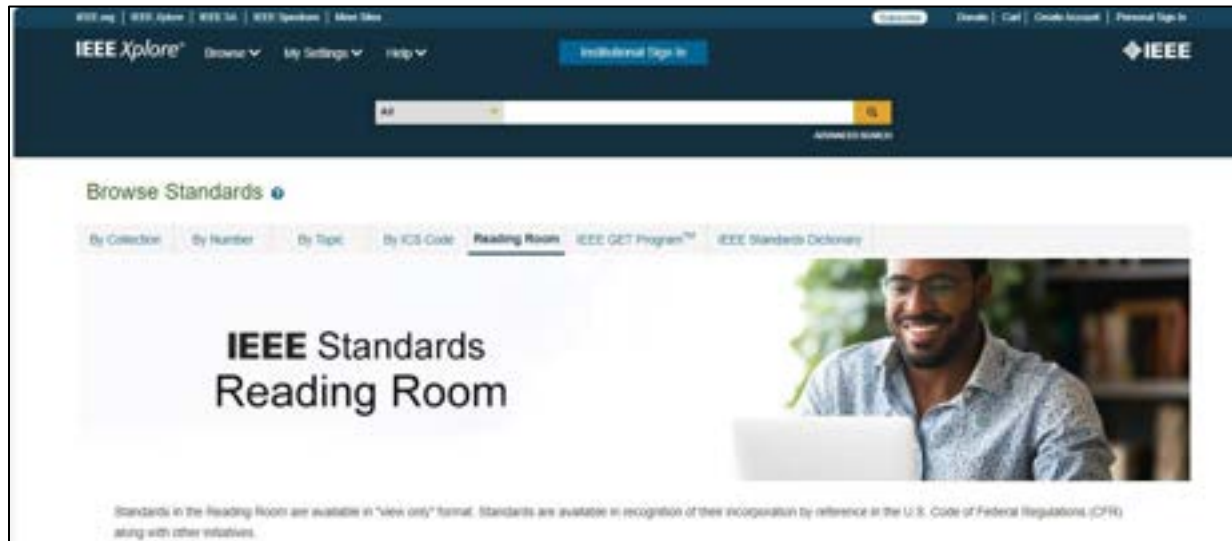 IEEE.org | IEEE Xplore | IEEE SA | IEEE Spectrum | More Sites
Subscribe
Donate | Cart | Create Account | Personal Sign In
IEEE Xplore®
Browse
My Settings
Help
Institutional Sign In
IEEE
All
ADVANCED SEARCH
Browse Standards
By Collection
By Number
By Topic
By ICS Code
Reading Room
IEEE GET Program™
IEEE Standards Dictionary
IEEE Standards
Reading Room
Standards in the Reading Room are available in "view only" format. Standards are available in recognition of their incorporation by reference in the U.S. Code of Federal Regulations (CFR)
along with other initiatives.